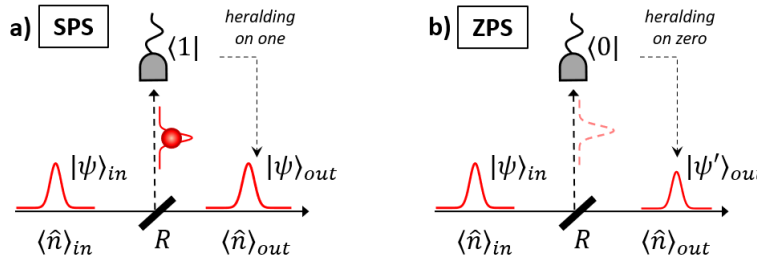 a) SPS
⟨1|
heralding
on one
|ψ⟩in
|ψ⟩out
⟨n̂⟩in
R
⟨n̂⟩out
b) ZPS
⟨0|
heralding
on zero
|ψ⟩in
|ψ'⟩out
⟨n̂⟩in
R
⟨n̂⟩out